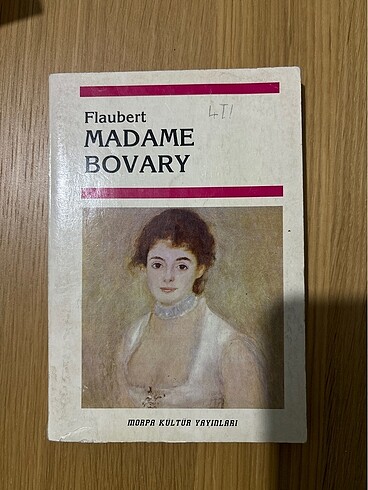 Flaubert
MADAME
BOVARY
MORPA KÜLTÜR YAYINLARI